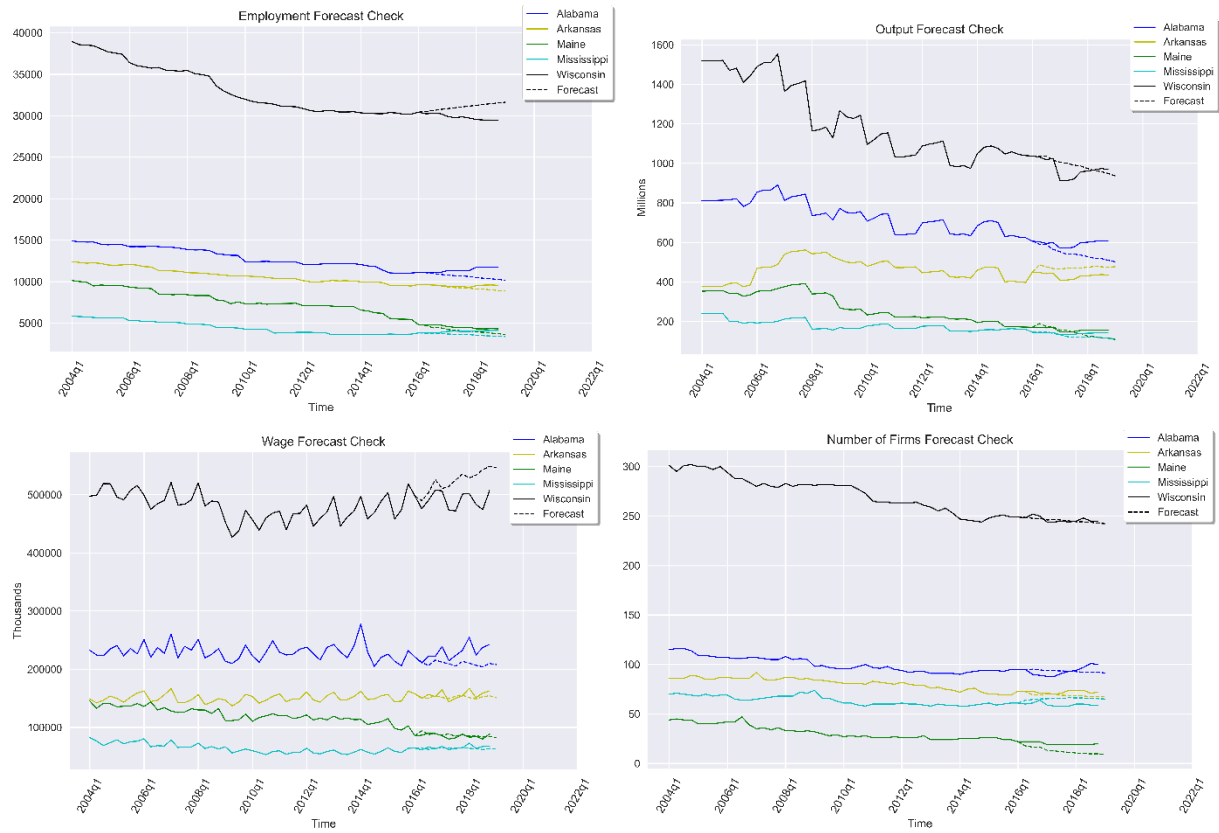 Employment Forecast Check
40000
35000
30000
25000
20000
15000
10000
5000
2004q1
2006q1
2008q1
2010q1
2012q1
2014q1
2016q1
2018q1
2020q1
2022q1
Time
Alabama
Arkansas
Maine
Mississippi
Wisconsin
Forecast
Output Forecast Check
Millions
1600
1400
1200
1000
800
600
400
200
2004q1
2006q1
2008q1
2010q1
2012q1
2014q1
2016q1
2018q1
2020q1
2022q1
Time
Alabama
Arkansas
Maine
Mississippi
Wisconsin
Forecast
Wage Forecast Check
Thousands
500000
400000
300000
200000
100000
2004q1
2006q1
2008q1
2010q1
2012q1
2014q1
2016q1
2018q1
2020q1
2022q1
Time
Alabama
Arkansas
Maine
Mississippi
Wisconsin
Forecast
Number of Firms Forecast Check
300
250
200
150
100
50
0
2004q1
2006q1
2008q1
2010q1
2012q1
2014q1
2016q1
2018q1
2020q1
2022q1
Time
Alabama
Arkansas
Maine
Mississippi
Wisconsin
Forecast